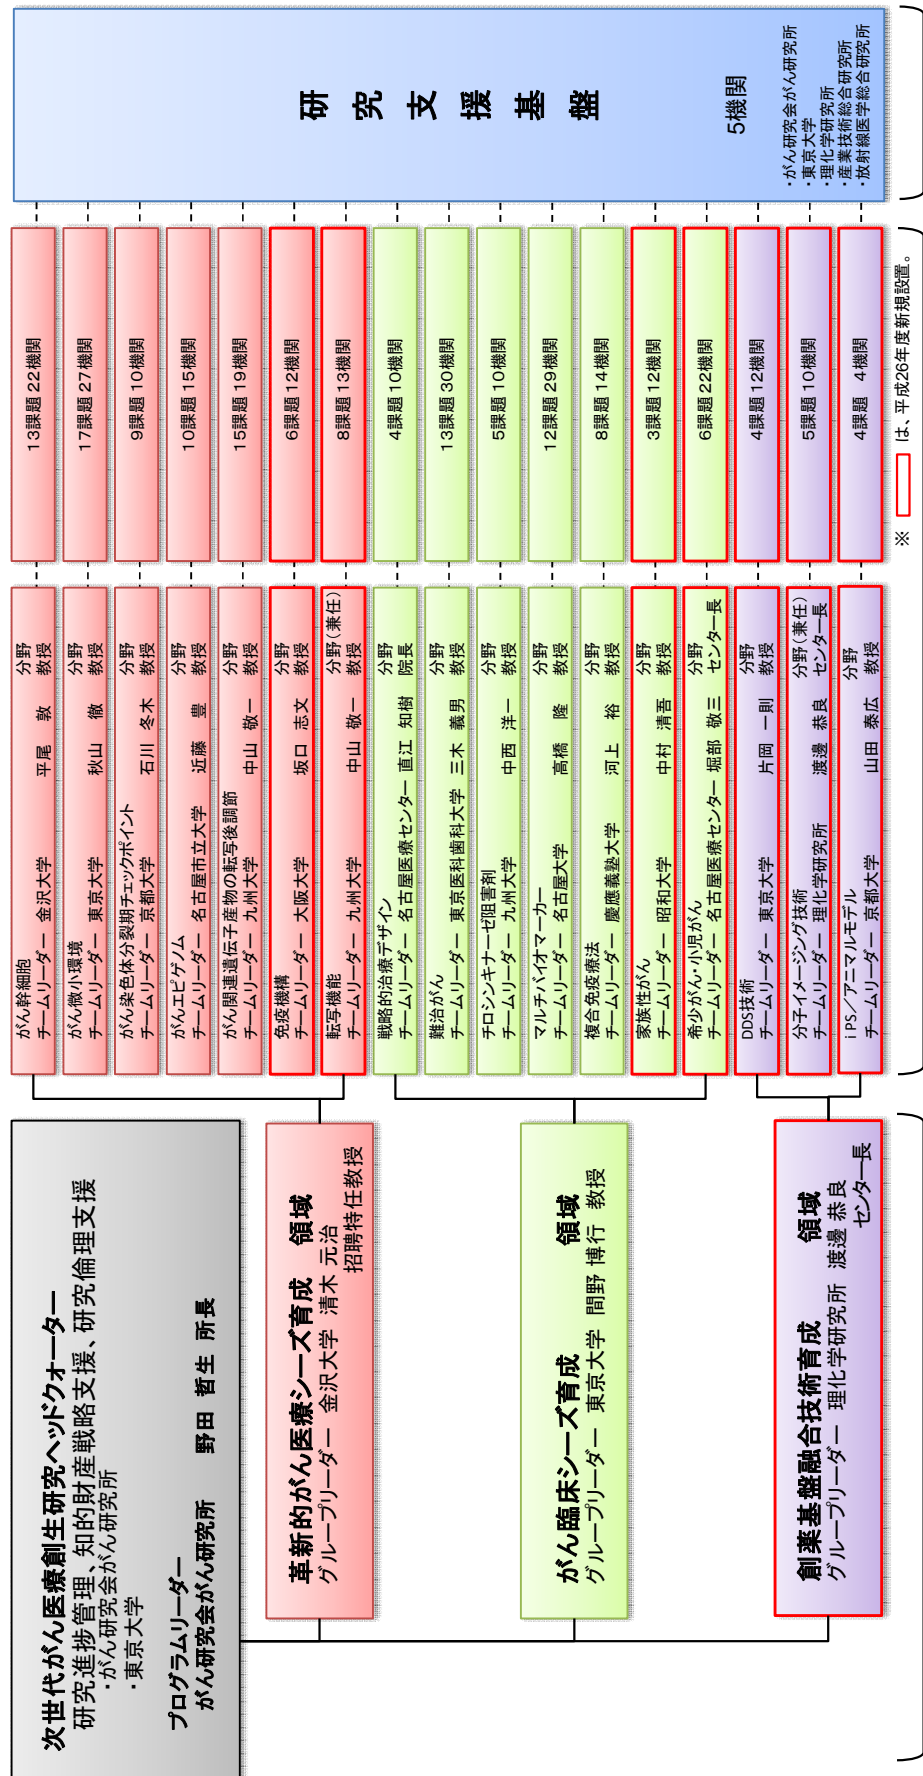 次世代がん医療創生研究ヘッドクォーター
研究進捗管理、知的財産戦略支援、研究倫理支援
・がん研究会がん研究所
・東京大学
プログラムリーダー
がん研究会がん研究所 野田 哲生 所長
革新的がん医療シーズ育成 領域
グループリーダー 金沢大学 清木 元治
招聘特任教授
がん臨床シーズ育成 領域
グループリーダー 東京大学 間野 博行 教授
創薬基盤融合技術育成 領域
グループリーダー 理化学研究所 渡邊 恭良
センター長
がん幹細胞 分野
チームリーダー 金沢大学 平尾 敦 教授
13課題 22機関
がん微小環境 分野
チームリーダー 東京大学 秋山 徹 教授
17課題 27機関
がん染色体分裂期チェックポイント 分野
チームリーダー 京都大学 石川 冬木 教授
9課題 10機関
がんエピゲノム 分野
チームリーダー 名古屋市立大学 近藤 豊 教授
10課題 15機関
がん関連遺伝子産物の転写後調節 分野
チームリーダー 九州大学 中山 敬一 教授
15課題 19機関
免疫機構 分野
チームリーダー 大阪大学 坂口 志文 教授
6課題 12機関
転写機能 分野(兼任)
チームリーダー 九州大学 中山 敬一 教授
8課題 13機関
戦略的治療デザイン 分野
チームリーダー 名古屋医療センター 直江 知樹 院長
4課題 10機関
難治がん 分野
チームリーダー 東京医科歯科大学 三木 義男 教授
13課題 30機関
チロシンキナーゼ阻害剤 分野
チームリーダー 九州大学 中西 洋一 教授
5課題 10機関
マルチバイオマーカー 分野
チームリーダー 名古屋大学 高橋 隆 教授
12課題 29機関
複合免疫療法 分野
チームリーダー 慶應義塾大学 河上 裕 教授
8課題 14機関
家族性がん 分野
チームリーダー 昭和大学 中村 清吾 教授
3課題 12機関
希少がん・小児がん 分野
チームリーダー 名古屋医療センター 堀部 敬三 センター長
6課題 22機関
DDS技術 分野
チームリーダー 東京大学 片岡 一則 教授
4課題 12機関
分子イメージング技術 分野(兼任)
チームリーダー 理化学研究所 渡邊 恭良 センター長
5課題 10機関
iPS/アニマルモデル 分野
チームリーダー 京都大学 山田 泰広 教授
4課題 4機関
※ は、平成26年度新規設置。
研究支援基盤
5機関
・がん研究会がん研究所
・東京大学
・理化学研究所
・産業技術総合研究所
・放射線医学総合研究所